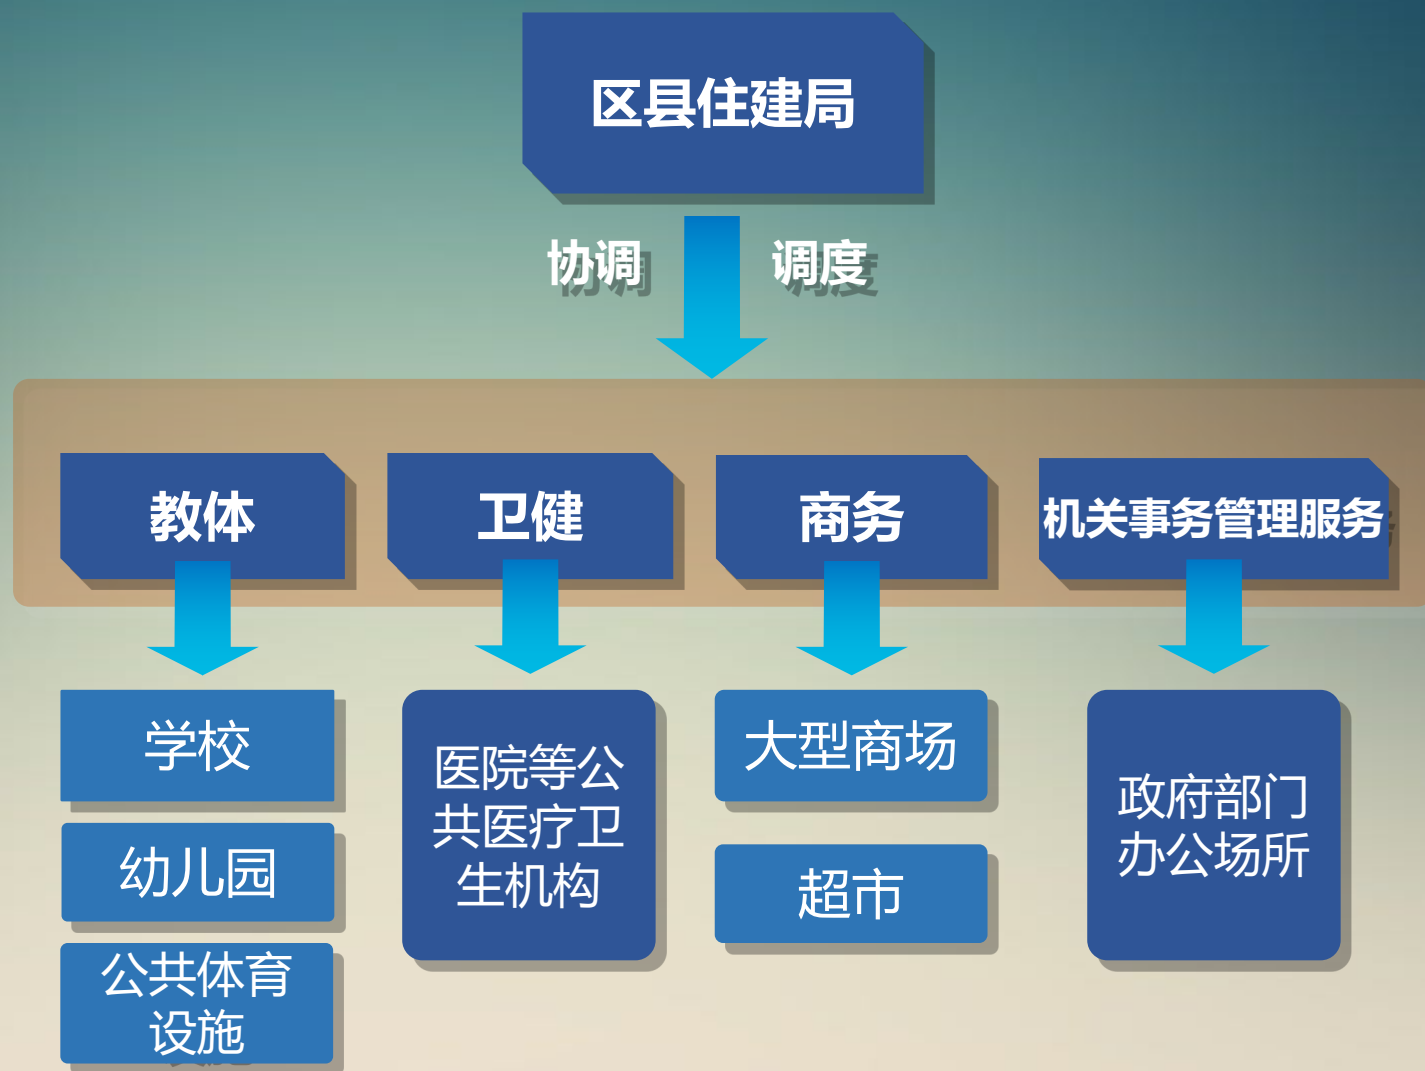 区县住建局
协调
调度
教体
卫健
商务
机关事务管理服务
学校
幼儿园
公共体育
设施
医院等公
共医疗卫
生机构
大型商场
超市
政府部门
办公场所